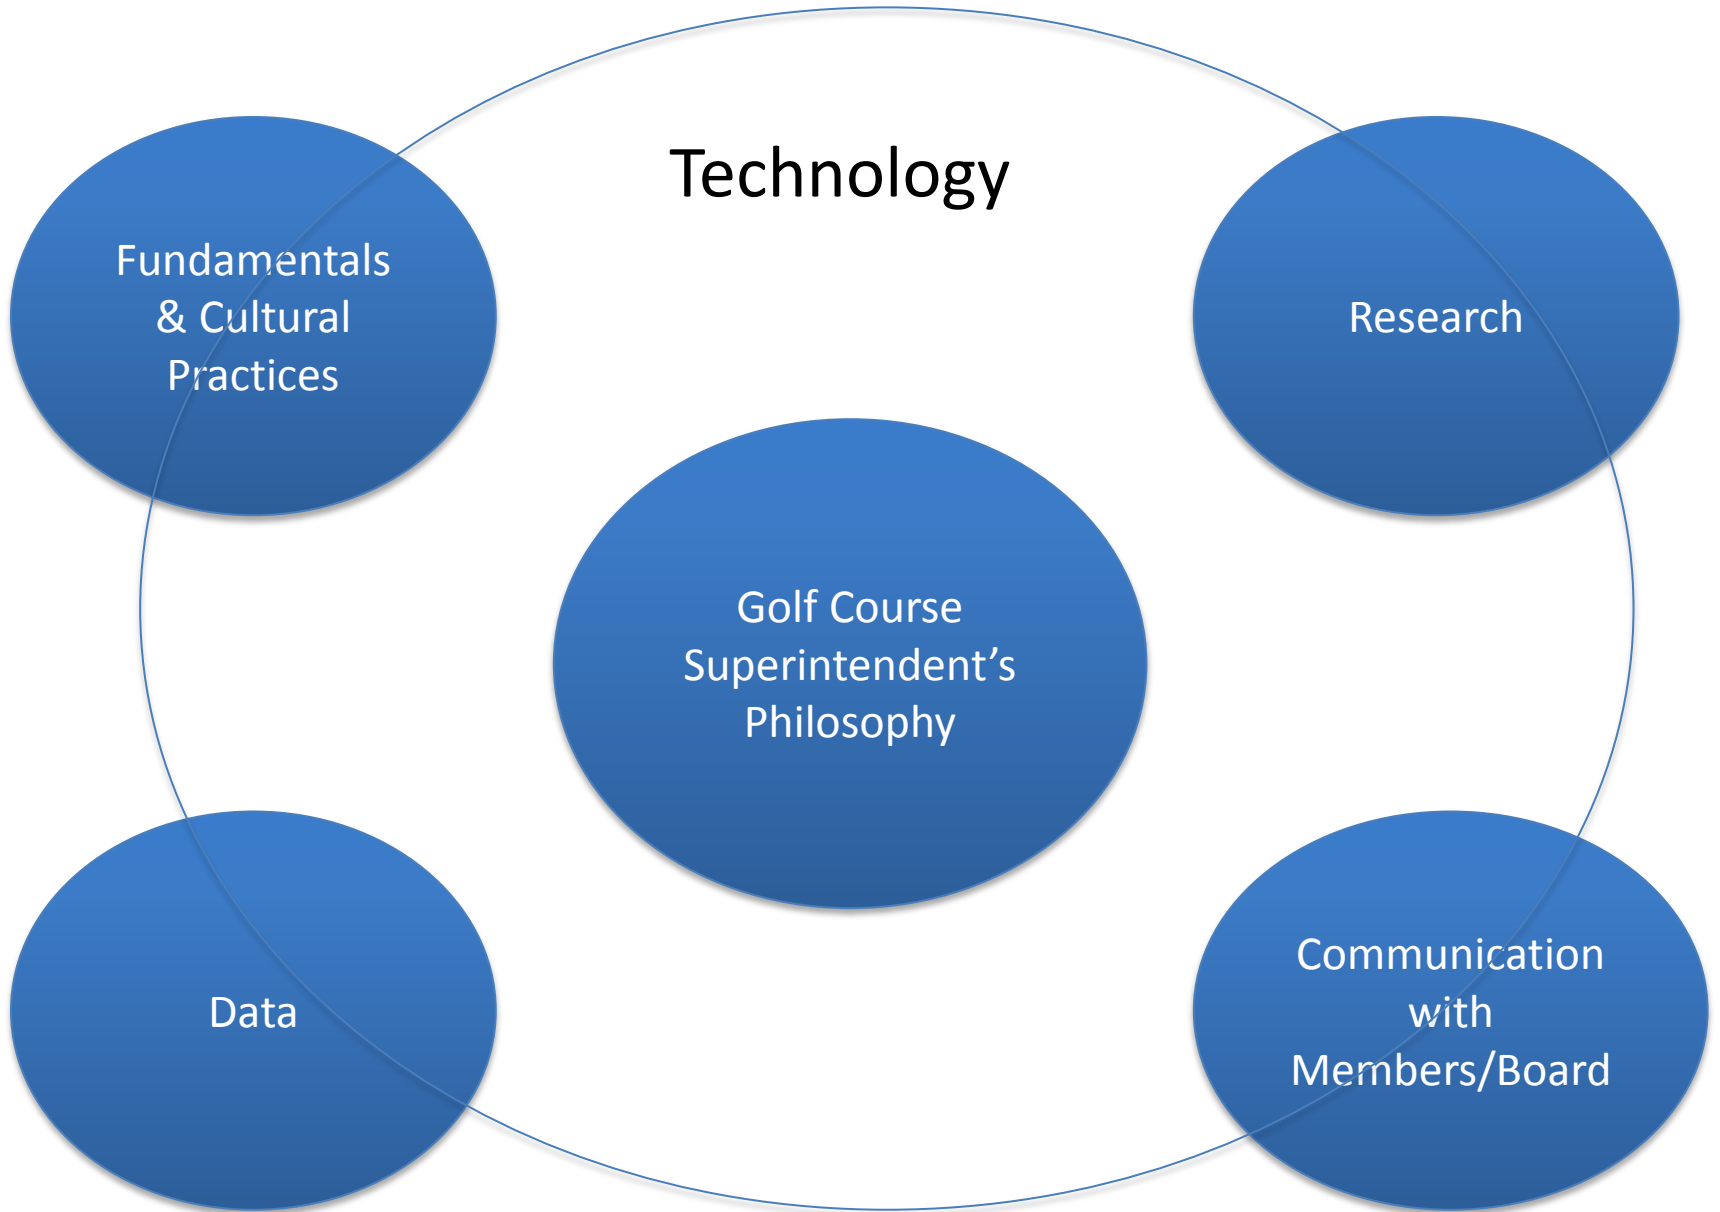 Technology
Fundamentals
& Cultural
Practices
Research
Golf Course
Superintendent’s
Philosophy
Data
Communication
with
Members/Board